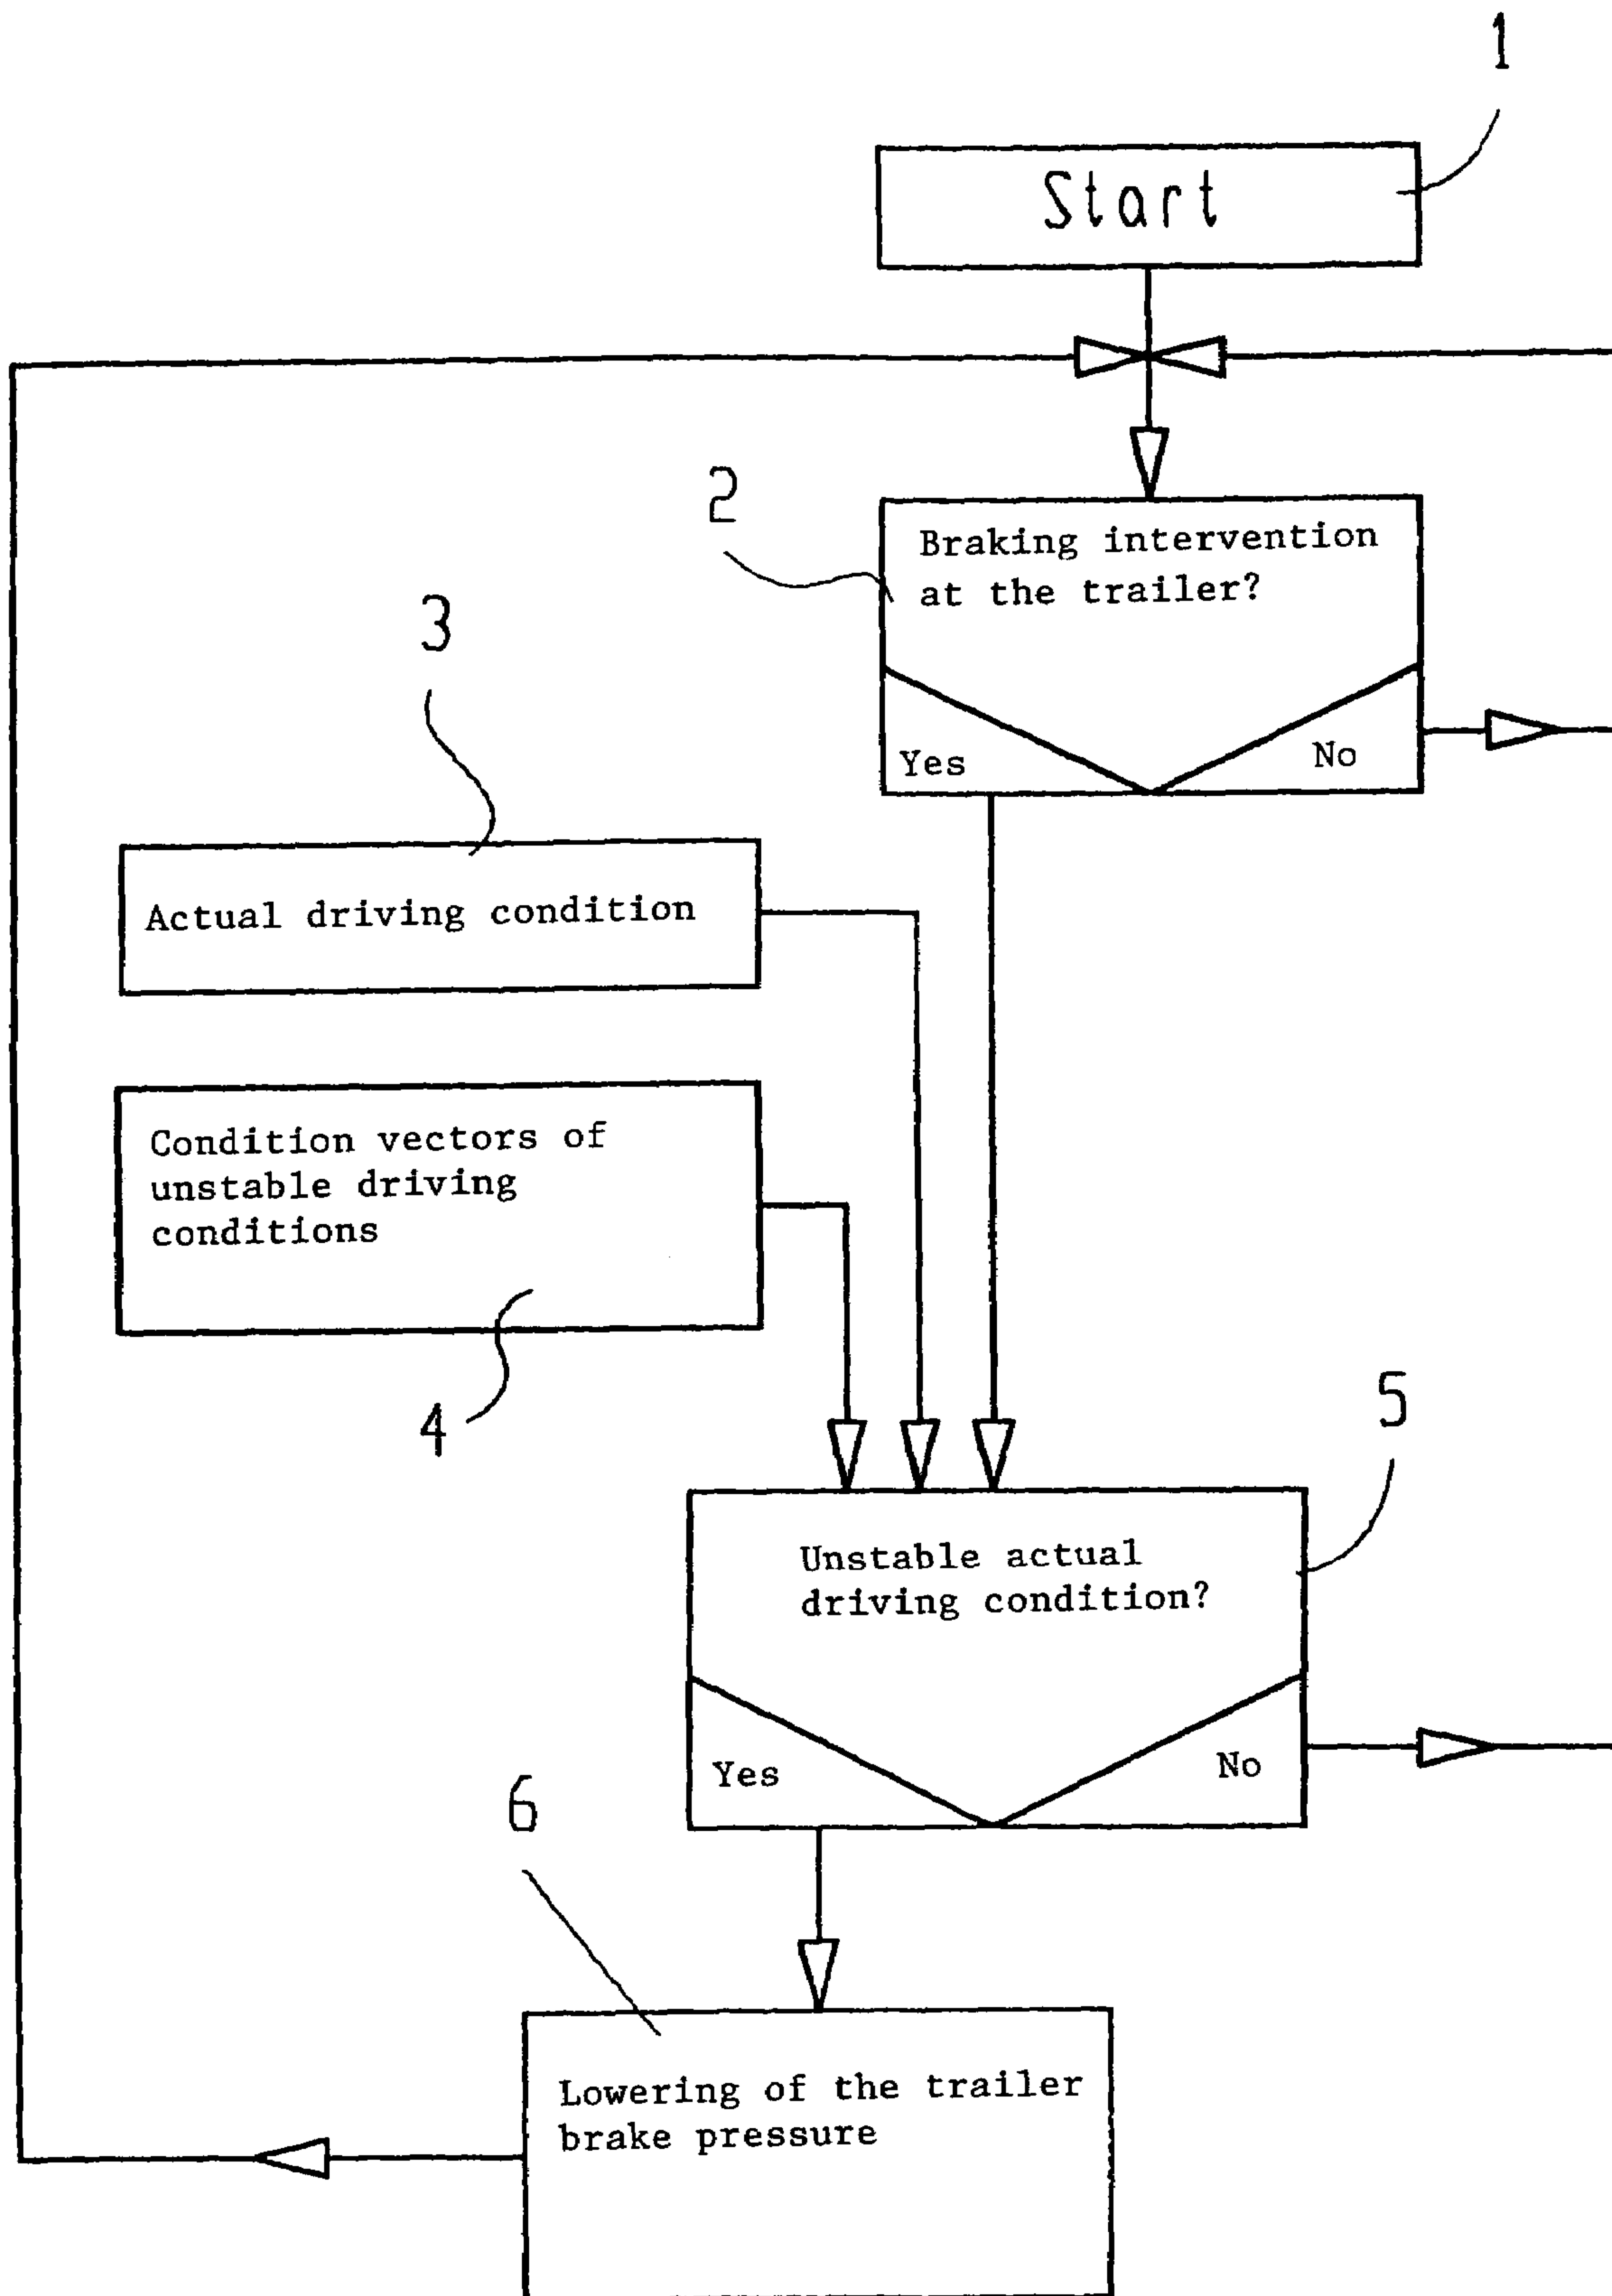 1
Start
2
Braking intervention
at the trailer?
Yes
No
3
Actual driving condition
Condition vectors of
unstable driving
conditions
4
5
Unstable actual
driving condition?
Yes
No
6
Lowering of the trailer
brake pressure